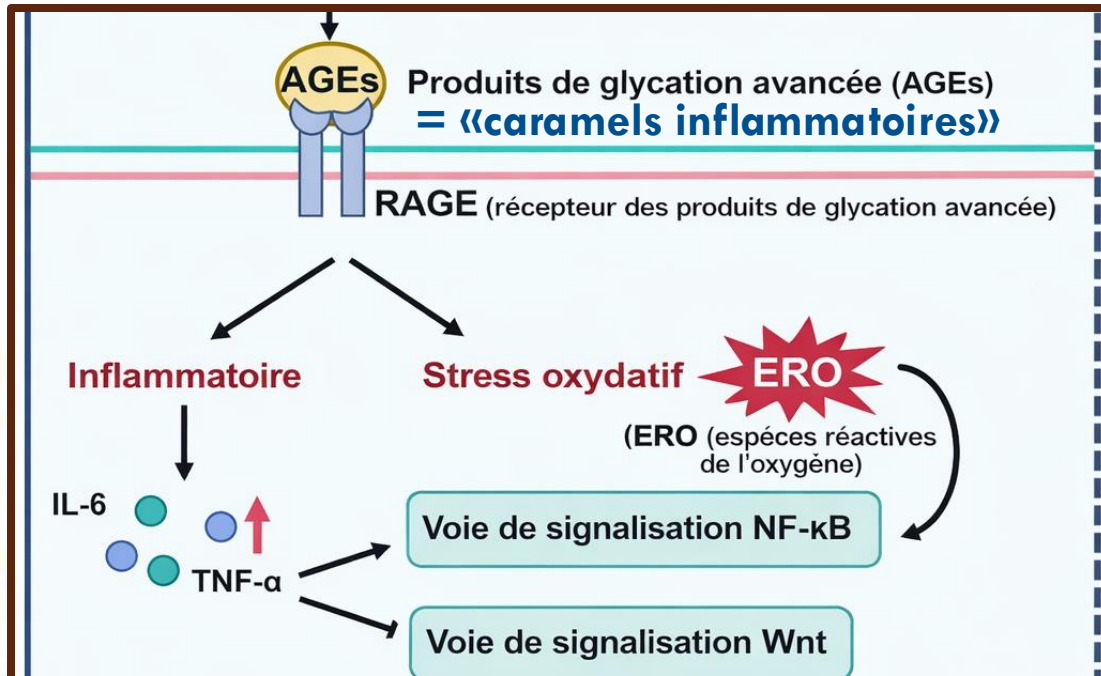 AGEs
Produits de glycation avancée (AGEs)
= «caramels inflammatoires»
RAGE (récepteur des produits de glycation avancée)
Inflammatoire
Stress oxydatif
ERO
(ERO (espéces réactives
de l'oxygène)
IL-6
TNF-α
Voie de signalisation NF-κB
Voie de signalisation Wnt